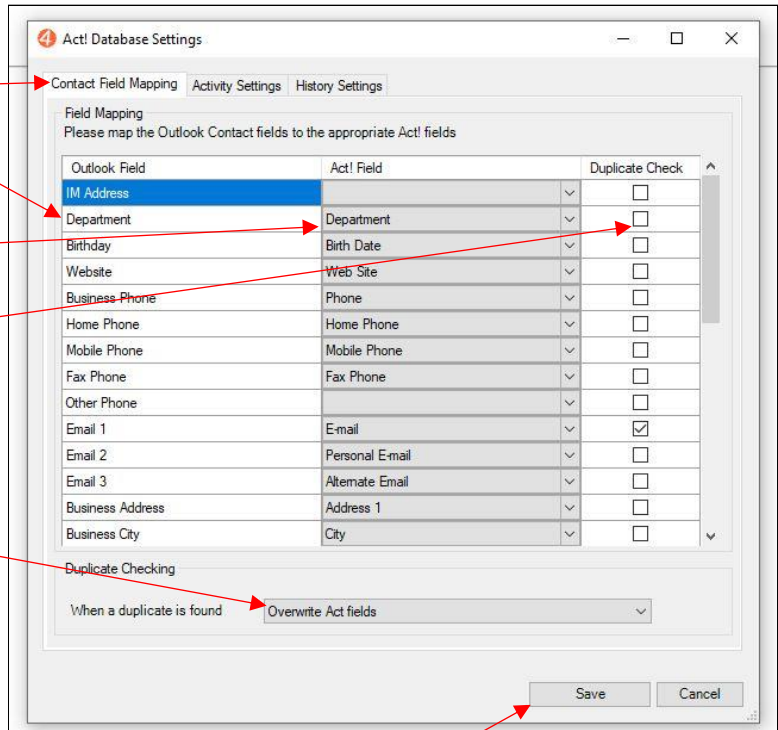 4 Act! Database Settings
Contact Field Mapping Activity Settings History Settings
Field Mapping
Please map the Outlook Contact fields to the appropriate Act! fields
Outlook Field Act! Field Duplicate Check
IM Address
Department Department
Birthday Birth Date
Website Web Site
Business Phone Phone
Home Phone Home Phone
Mobile Phone Mobile Phone
Fax Phone Fax Phone
Other Phone
Email 1 E-mail
Email 2 Personal E-mail
Email 3 Alternate Email
Business Address Address 1
Business City City
Duplicate Checking
When a duplicate is found Overwrite Act fields
Save Cancel